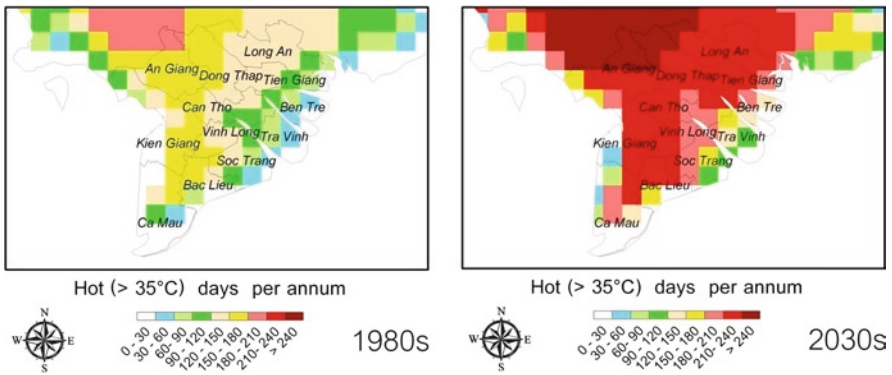 Long An
An Giang
Dong Thap
Tien Giang
Can Tho
Ben Tre
Vinh Long
Tra Vinh
Kien Giang
Soc Trang
Bac Lieu
Ca Mau
Hot (> 35°C) days per annum
N
W
E
S
0 - 30
30 - 60
60- 90
90 - 120
120 - 150
150 - 180
180 - 210
210- 240
> 240
1980s
Long An
An Giang
Dong Thap
Tien Giang
Can Tho
Ben Tre
Vinh Long
Tra Vinh
Kien Giang
Soc Trang
Bac Lieu
Ca Mau
Hot (> 35°C) days per annum
N
W
E
S
0 - 30
30 - 60
60- 90
90 - 120
120 - 150
150 - 180
180 - 210
210- 240
> 240
2030s